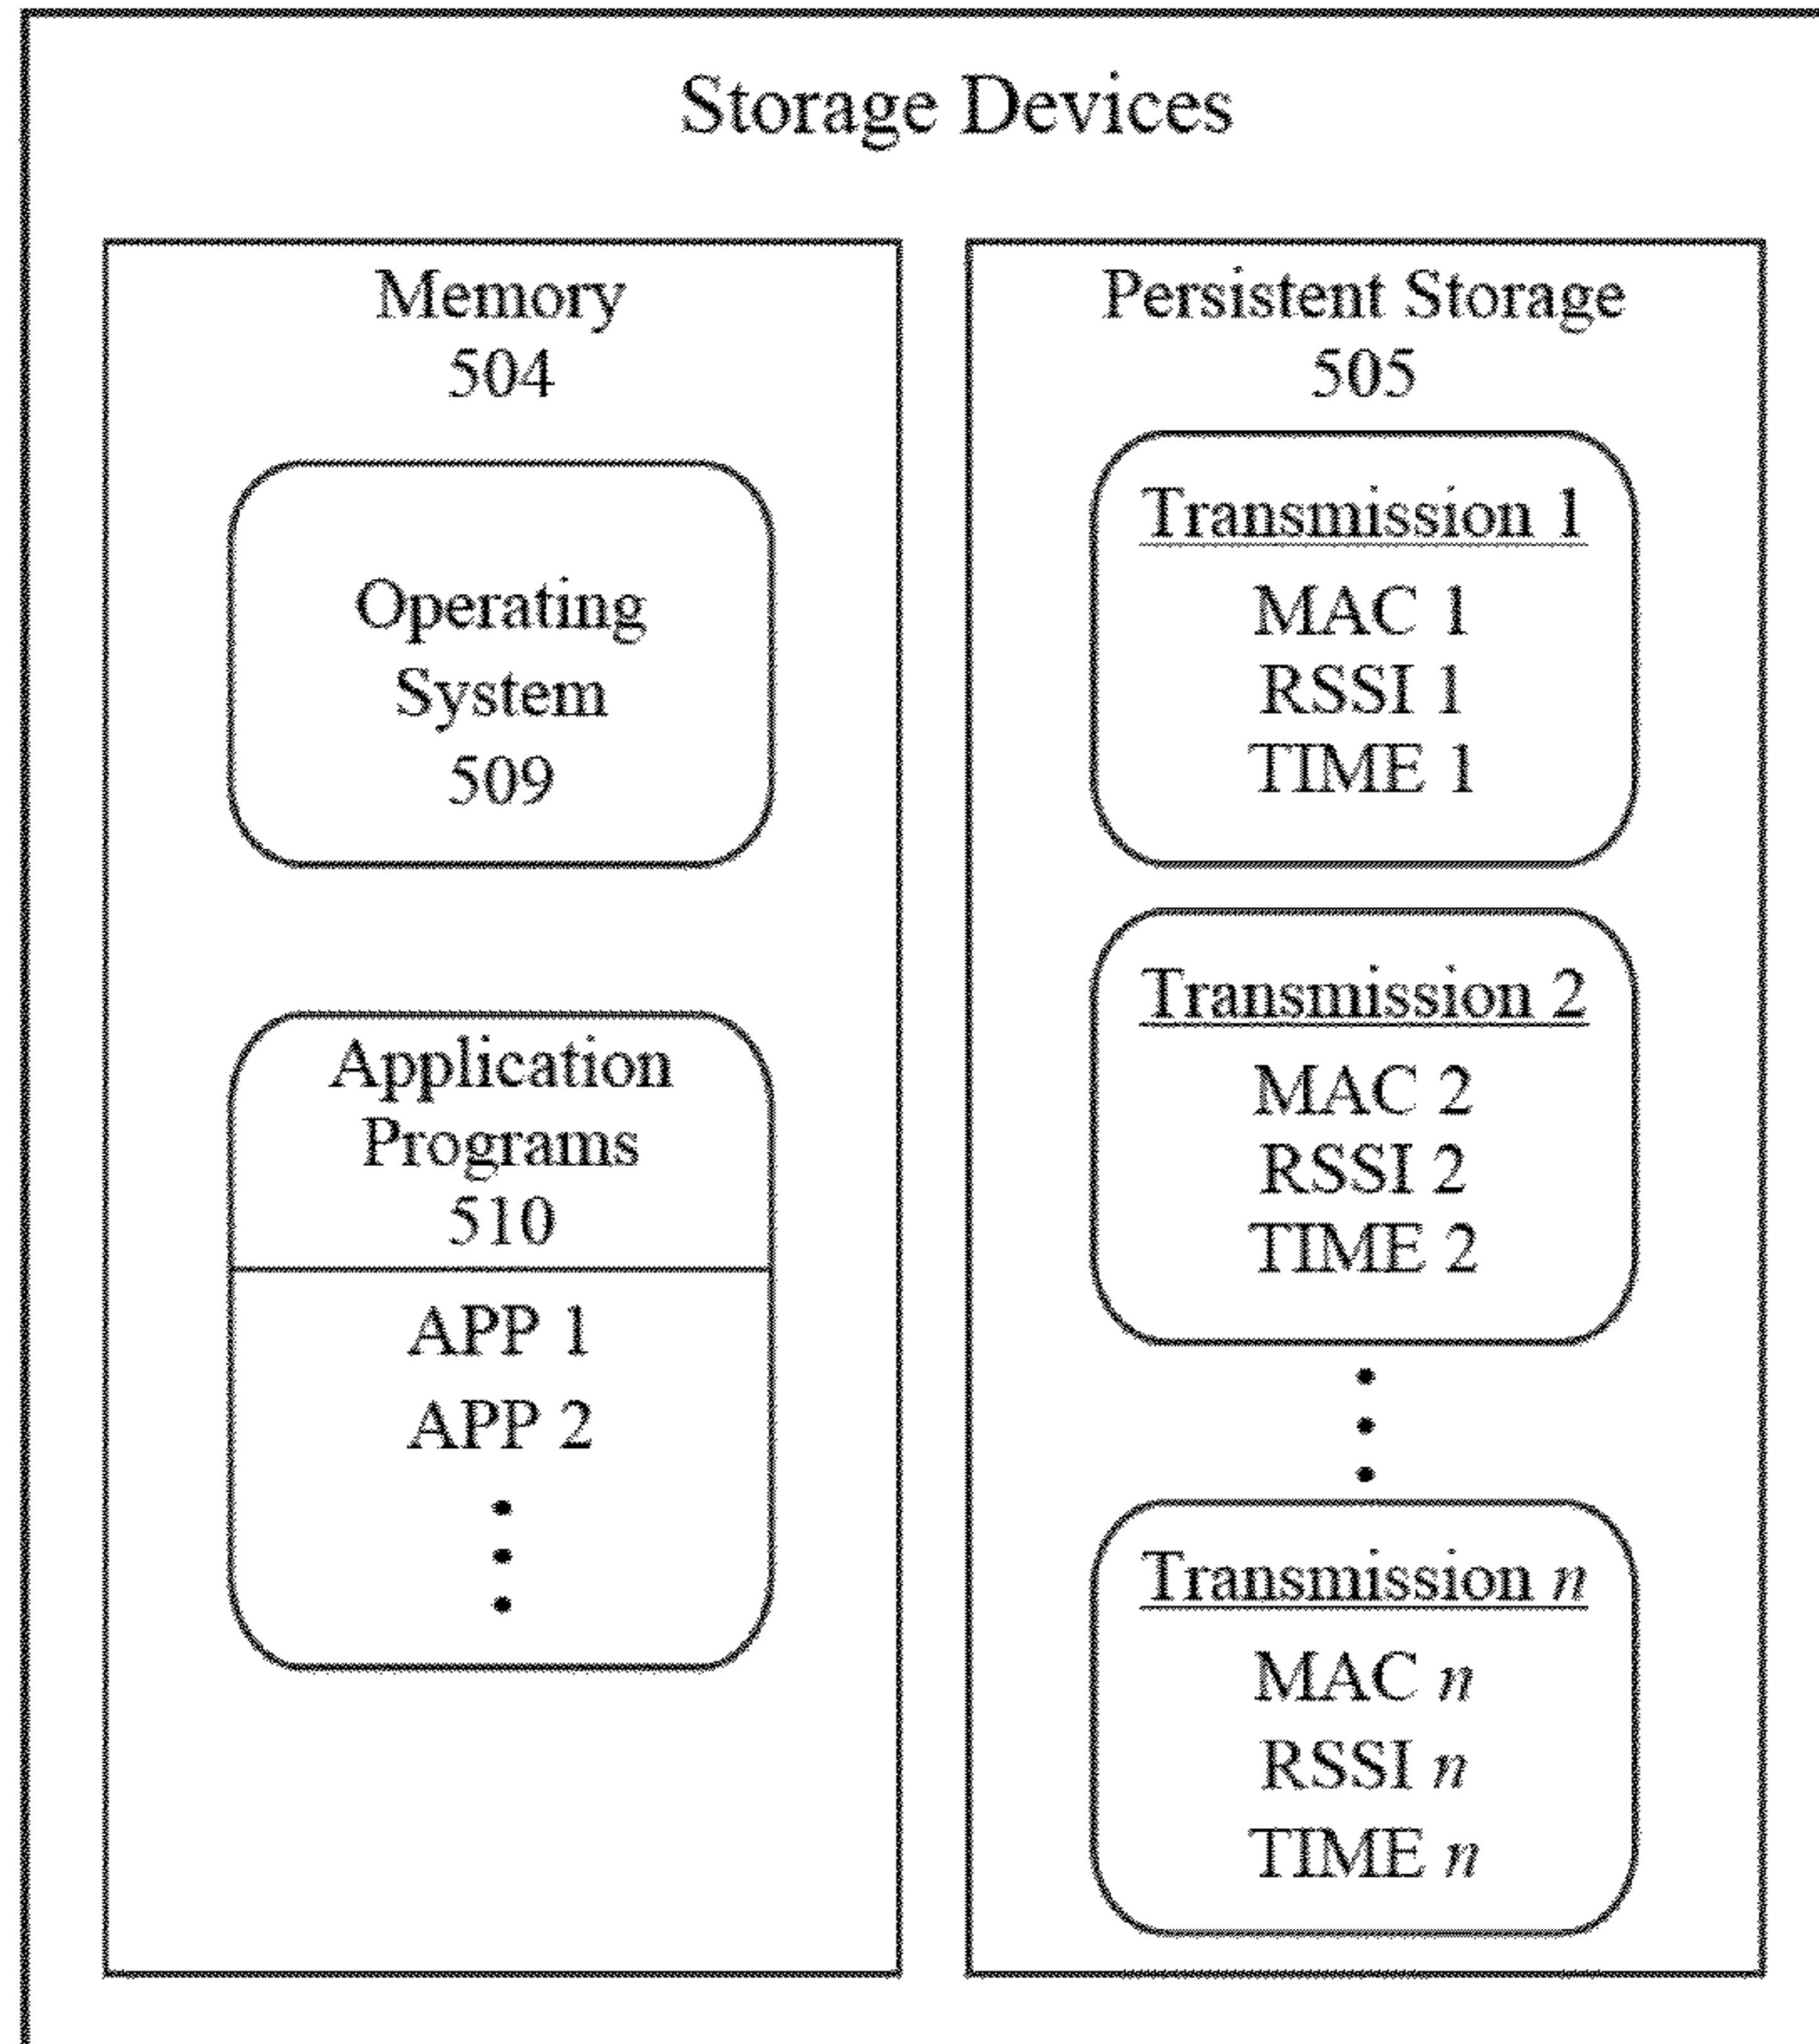 Storage Devices
Memory
504
Operating
System
509
Application
Programs
510
APP 1
APP 2
Persistent Storage
505
Transmission 1
MAC 1
RSSI 1
TIME 1
Transmission 2
MAC 2
RSSI 2
TIME 2
Transmission n
MAC n
RSSI n
TIME n